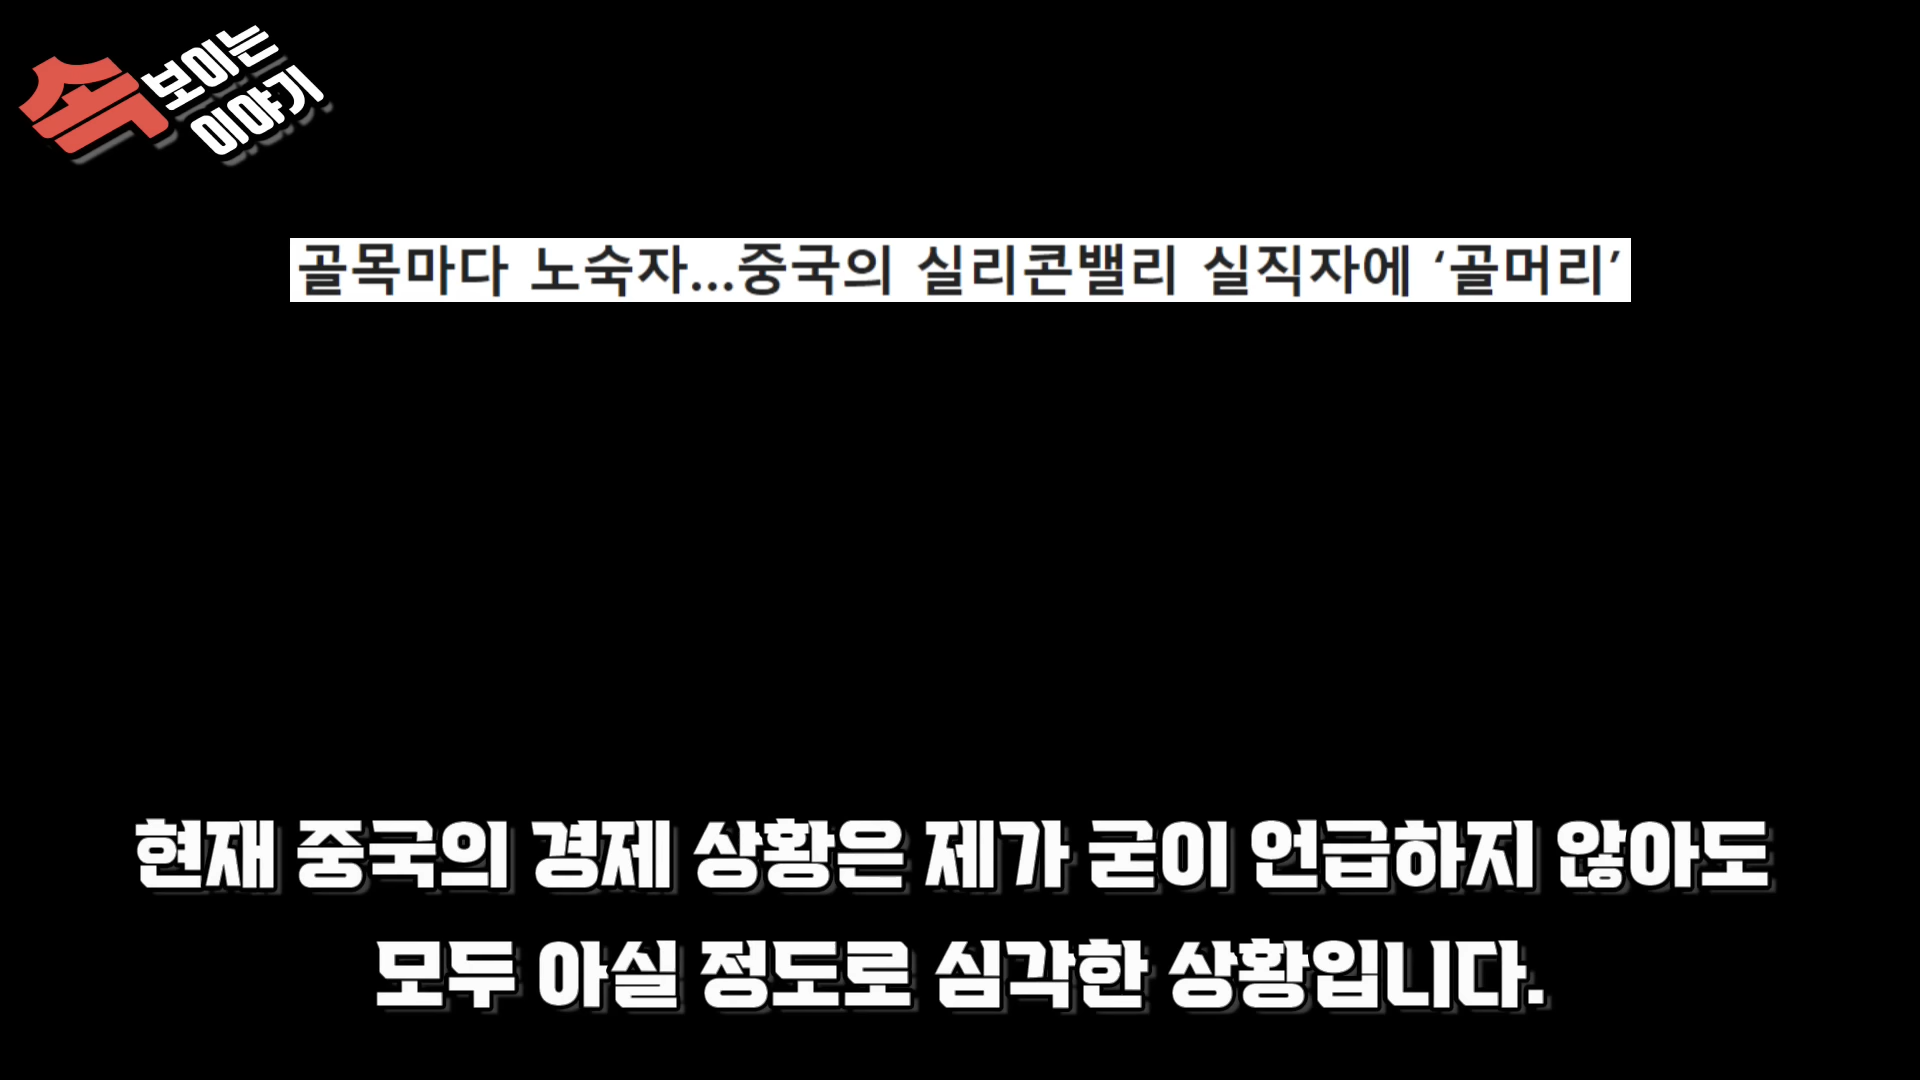 속 보이는
이야기
골목마다 노숙자...중국의 실리콘밸리 실직자에 ‘골머리’
현재 중국의 경제 상황은 제가 굳이 언급하지 않아도
모두 아실 정도로 심각한 상황입니다.